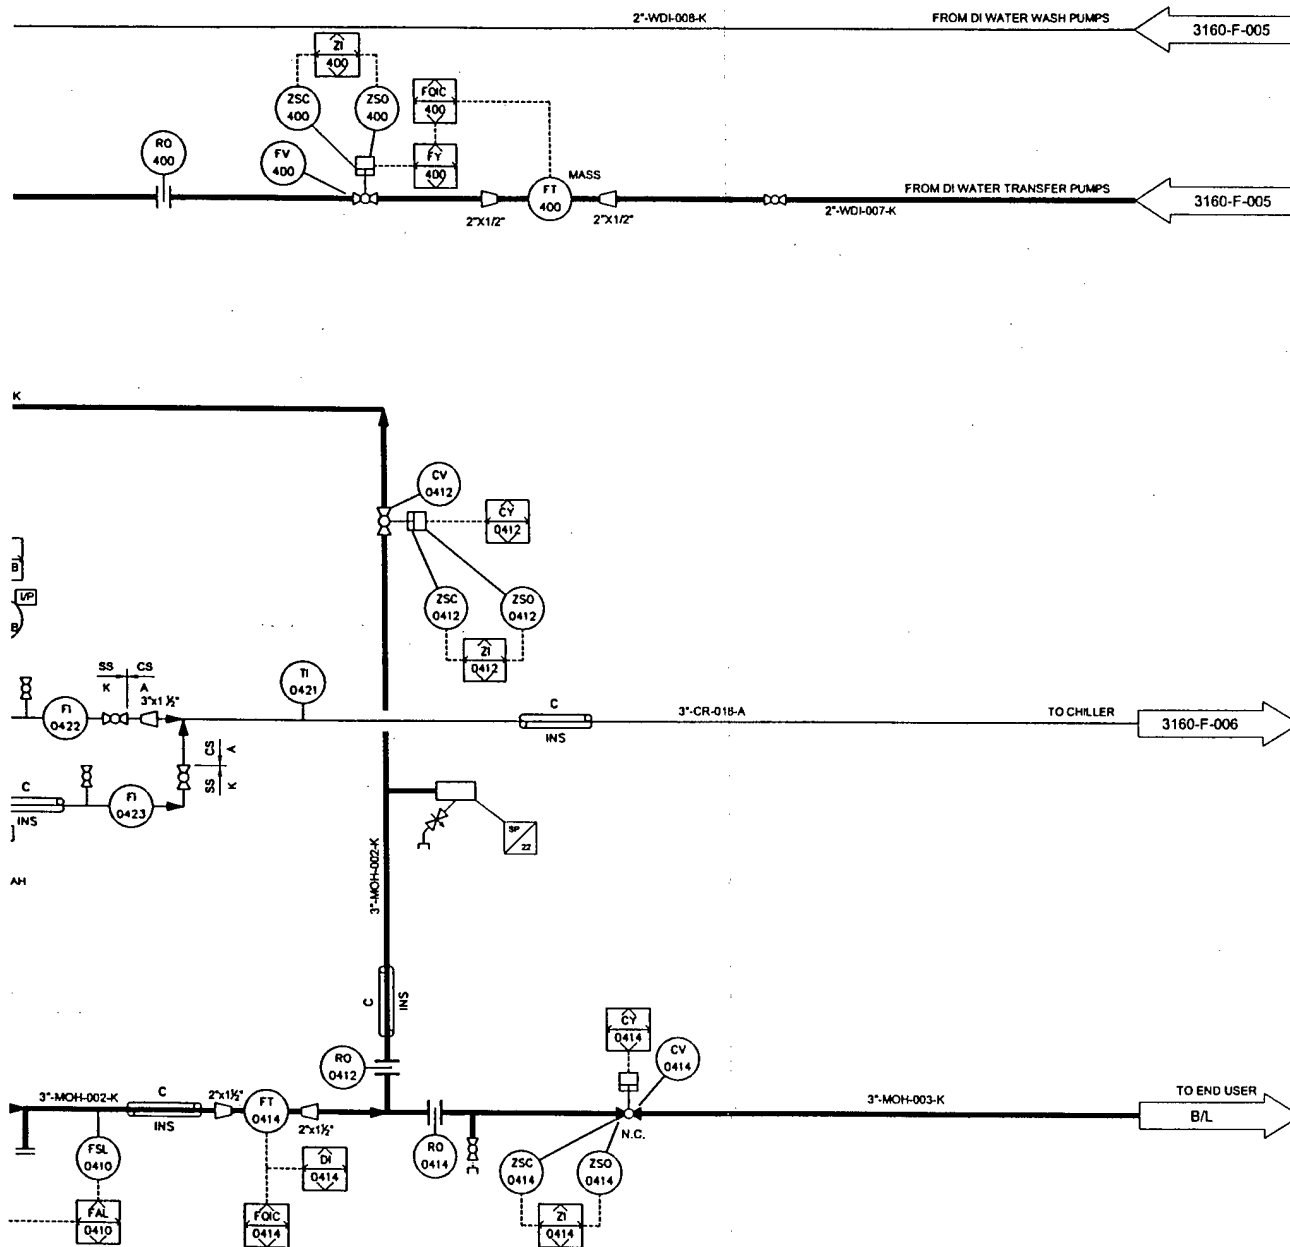 2"-WDI-008-K
FROM DI WATER WASH PUMPS
3160-F-005
ZI
400
ZSC
400
ZSO
400
FQIC
400
RO
400
FV
400
FY
400
MASS
FT
400
2"X1/2"
2"X1/2"
FROM DI WATER TRANSFER PUMPS
2"-WDI-007-K
3160-F-005
K
CV
0412
CY
0412
B
I/P
B
ZSC
0412
ZSO
0412
ZI
0412
SS
CS
K
A
3"x1 ½"
TI
0421
FI
0422
C
INS
3"-CR-018-A
TO CHILLER
3160-F-006
CS
A
SS
K
C
INS
FI
0423
SP
22
AH
3"-MOH-002-K
C
INS
CY
0414
CV
0414
RO
0412
3"-MOH-002-K
C
INS
2"x1½"
FT
0414
2"x1½"
RO
0414
N.C.
3"-MOH-003-K
TO END USER
B/L
FSL
0410
DI
0414
ZSC
0414
ZSO
0414
FAL
0410
FQIC
0414
ZI
0414